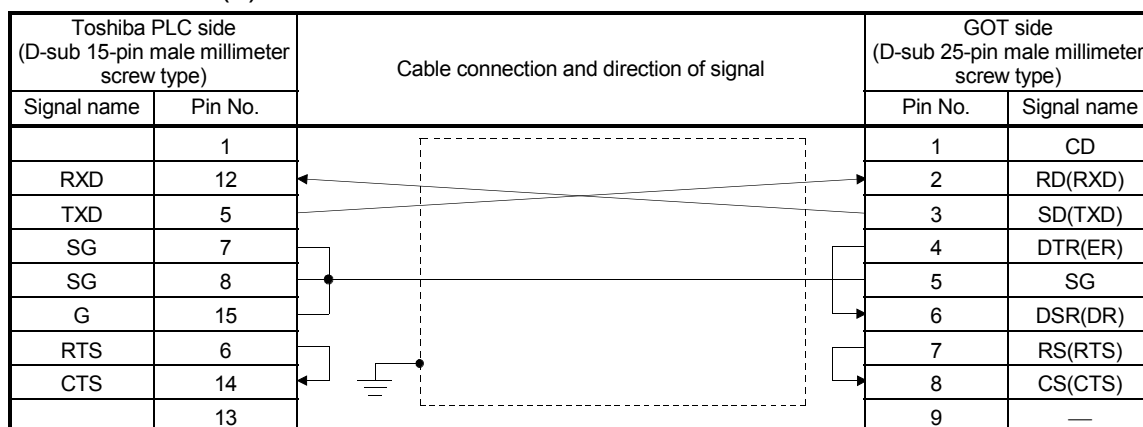 Toshiba PLC side
(D-sub 15-pin male millimeter
screw type)
Cable connection and direction of signal
GOT side
(D-sub 25-pin male millimeter
screw type)
Signal name Pin No. Pin No. Signal name
1 1 CD
RXD 12 2 RD(RXD)
TXD 5 3 SD(TXD)
SG 7 4 DTR(ER)
SG 8 5 SG
G 15 6 DSR(DR)
RTS 6 7 RS(RTS)
CTS 14 8 CS(CTS)
13 9 —